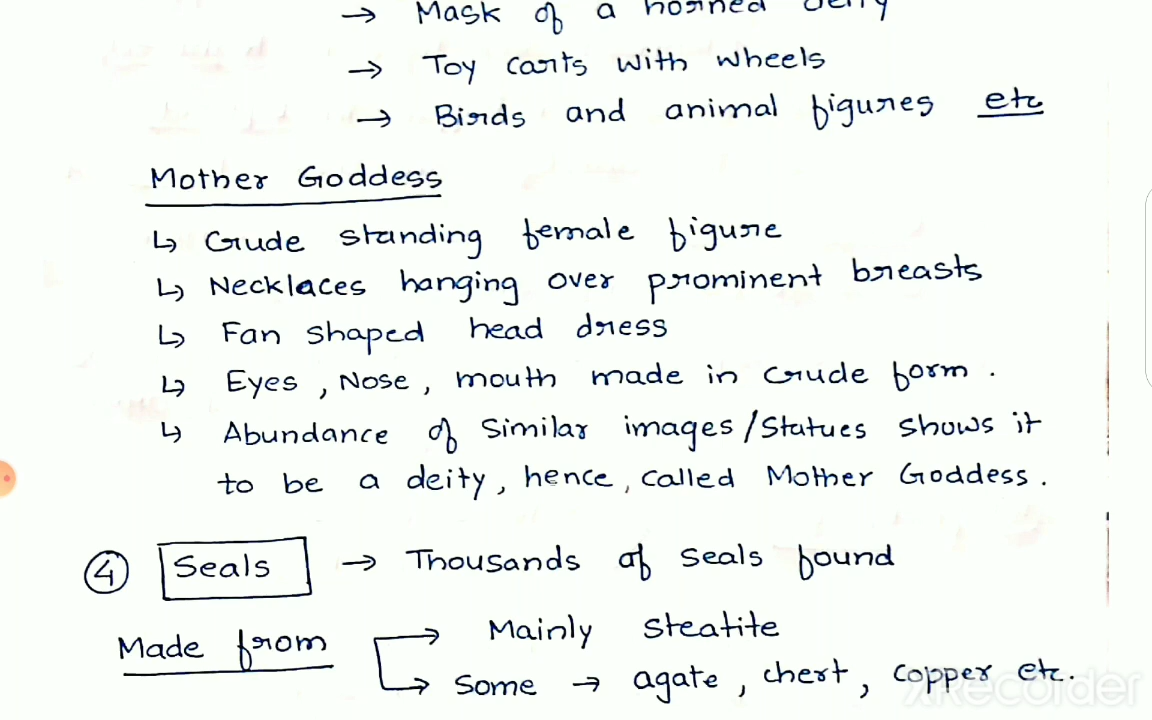 → Mask of a horned deity
→ Toy carts with wheels
→ Birds and animal figures etc
Mother Goddess
↳ Crude standing female figure
↳ Necklaces hanging over prominent breasts
↳ Fan shaped head dress
↳ Eyes, Nose, mouth made in crude form.
↳ Abundance of similar images/statues shows it
to be a deity, hence, called Mother Goddess.
④ Seals → Thousands of seals found
Made from → Mainly steatite
→ Some → agate, chert, copper etc.
XRecorder